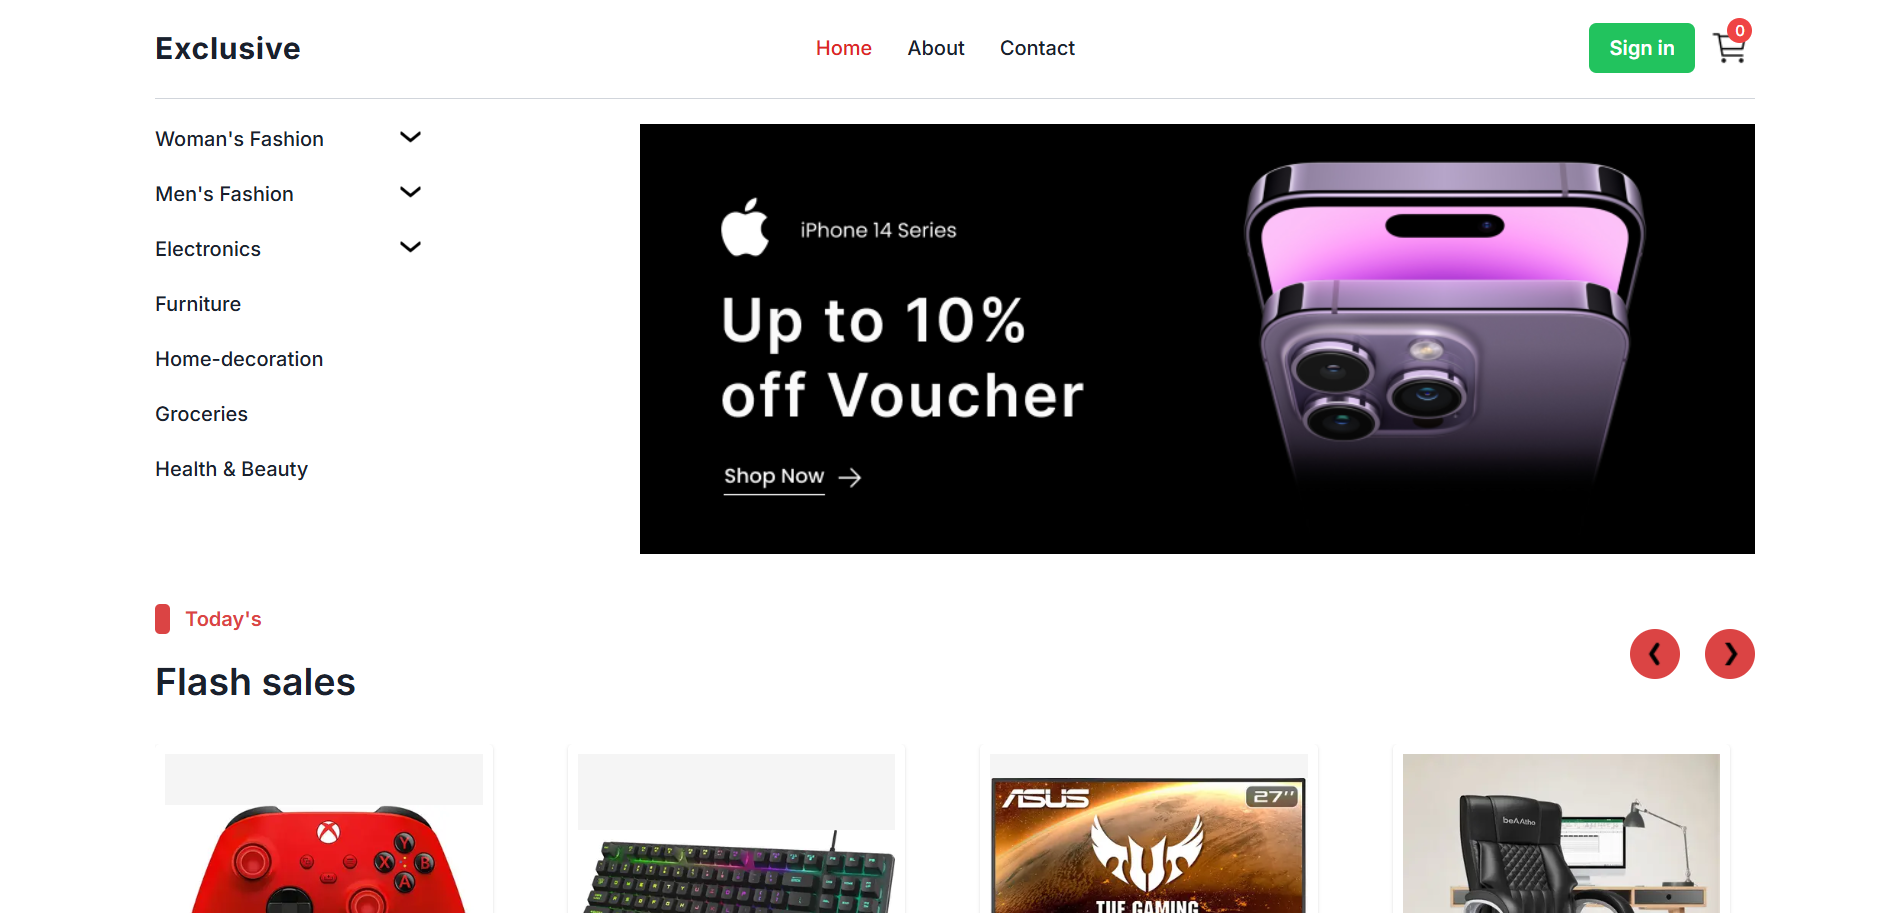 Exclusive
Home About Contact
Sign in
0
Woman's Fashion
Men's Fashion
Electronics
Furniture
Home-decoration
Groceries
Health & Beauty
iPhone 14 Series
Up to 10%
off Voucher
Shop Now
Today's
Flash sales
Y
X B
A
ASUS 27''
TUF GAMING
beAAtho